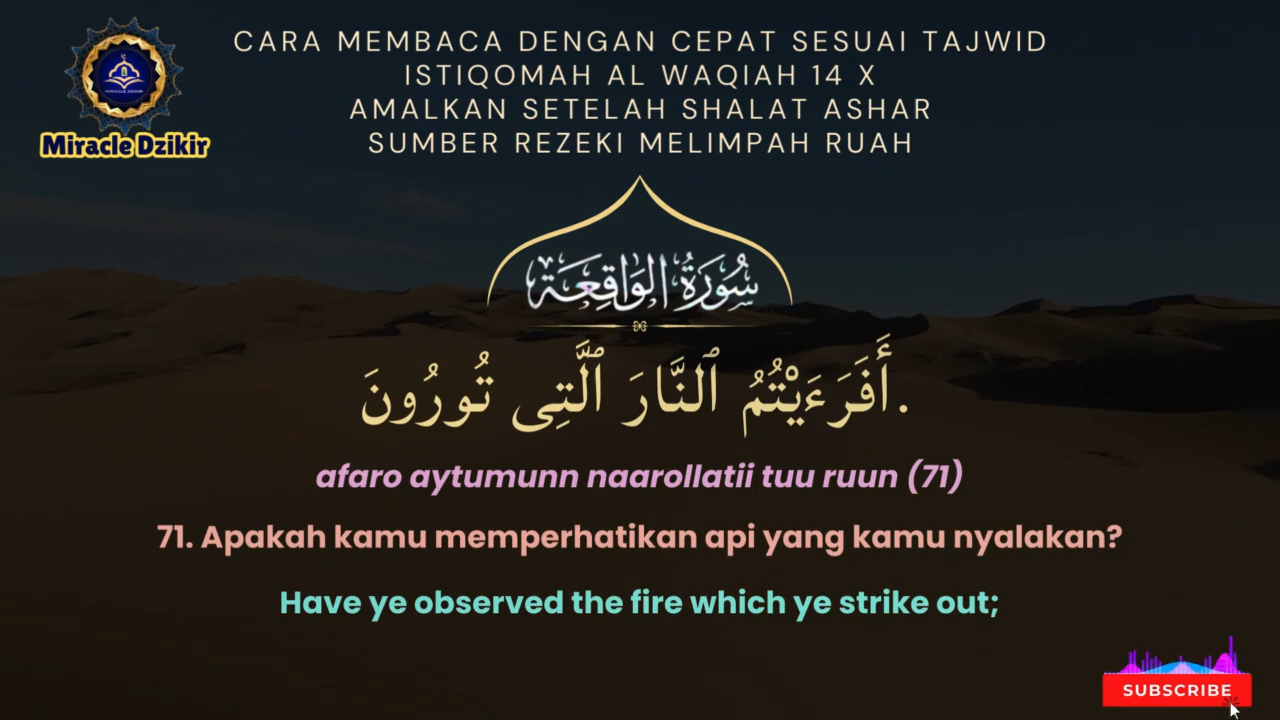 CARA MEMBACA DENGAN CEPAT SESUAI TAJWID
ISTIQOMAH AL WAQIAH 14 X
AMALKAN SETELAH SHALAT ASHAR
SUMBER REZEKI MELIMPAH RUAH
MIRACLE DZIKIR
Miracle Dzikir
سُورَةُ الوَاقِعَة
.أَفَرَءَيْتُمُ ٱلنَّارَ ٱلَّتِى تُورُونَ
afaro aytumunn naarollatii tuu ruun (71)
71. Apakah kamu memperhatikan api yang kamu nyalakan?
Have ye observed the fire which ye strike out;
SUBSCRIBE